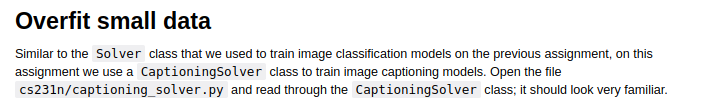 Overfit small data
Similar to the Solver class that we used to train image classification models on the previous assignment, on this
assignment we use a CaptioningSolver class to train image captioning models. Open the file
cs231n/captioning_solver.py and read through the CaptioningSolver class; it should look very familiar.